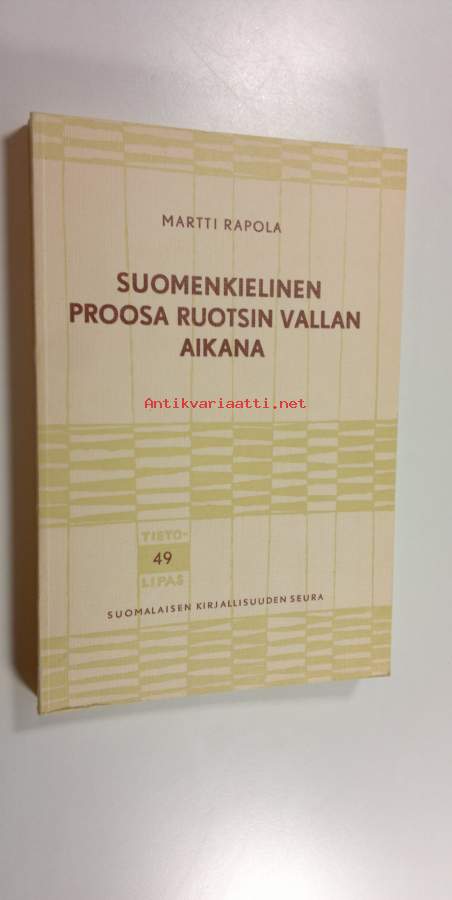 MARTTI RAPOLA
SUOMENKIELINEN
PROOSA RUOTSIN VALLAN
AIKANA
Antikvariaatti.net
TIETO-
49
LIPAS
SUOMALAISEN KIRJALLISUUDEN SEURA